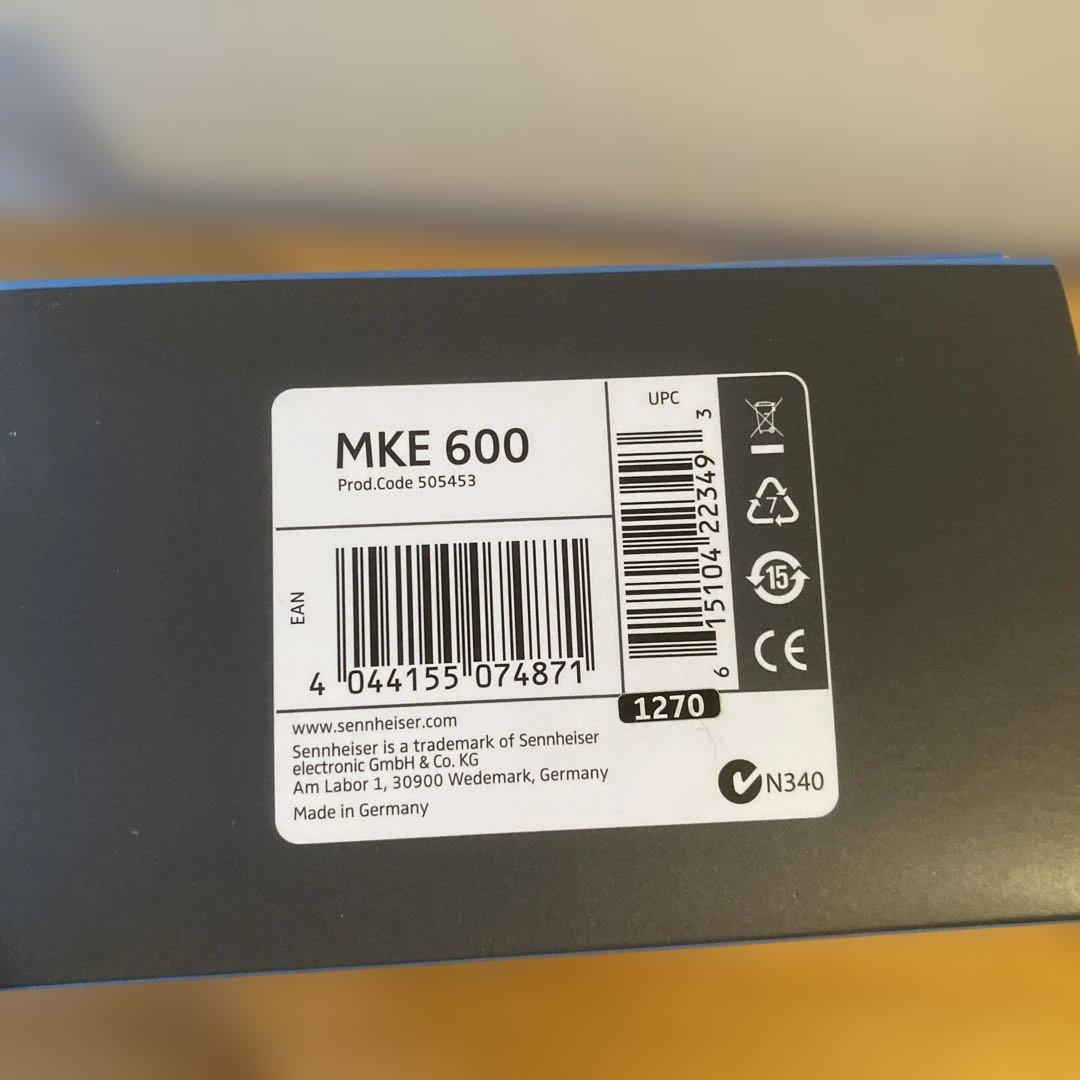 MKE 600
Prod.Code 505453
EAN
4 044155 074871
UPC
6 15104 22349 3
7
15
CE
1270
www.sennheiser.com
Sennheiser is a trademark of Sennheiser
electronic GmbH & Co. KG
Am Labor 1, 30900 Wedemark, Germany
Made in Germany
N340